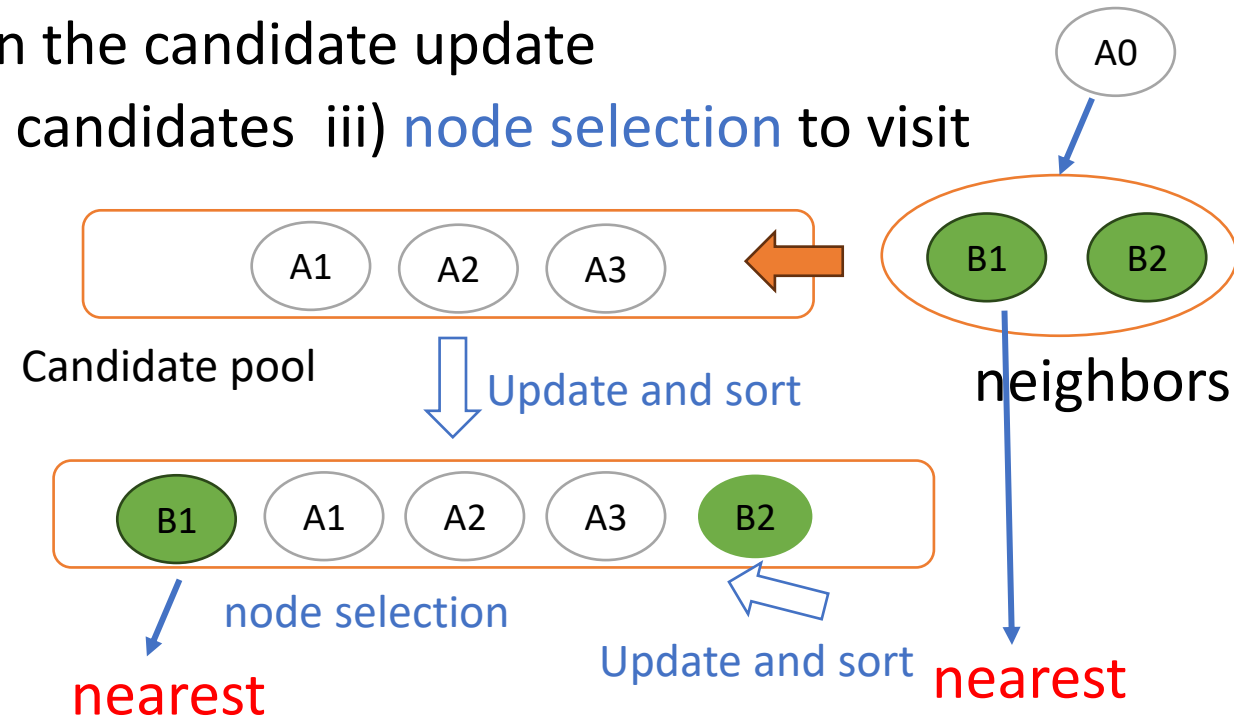 n the candidate update
candidates iii) node selection to visit
A0
A1 A2 A3
B1 B2
Candidate pool
Update and sort
neighbors
B1 A1 A2 A3 B2
node selection
Update and sort
nearest
nearest